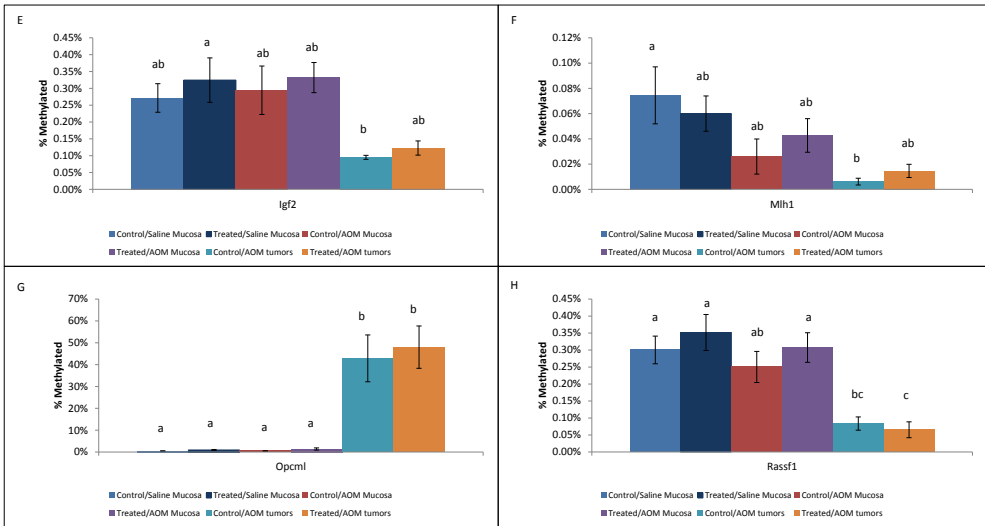 E
0.45%
0.40%
0.35%
0.30%
0.25%
0.20%
0.15%
0.10%
0.05%
0.00%
% Methylated
ab
a
ab
ab
b
ab
Igf2
Control/Saline Mucosa Treated/Saline Mucosa Control/AOM Mucosa
Treated/AOM Mucosa Control/AOM tumors Treated/AOM tumors
F
0.12%
0.10%
0.08%
0.06%
0.04%
0.02%
0.00%
% Methylated
a
ab
ab
ab
b
ab
Mlh1
Control/Saline Mucosa Treated/Saline Mucosa Control/AOM Mucosa
Treated/AOM Mucosa Control/AOM tumors Treated/AOM tumors
G
70%
60%
50%
40%
30%
20%
10%
0%
% Methylated
a
a
a
a
b
b
Opcml
Control/Saline Mucosa Treated/Saline Mucosa Control/AOM Mucosa
Treated/AOM Mucosa Control/AOM tumors Treated/AOM tumors
H
0.45%
0.40%
0.35%
0.30%
0.25%
0.20%
0.15%
0.10%
0.05%
0.00%
% Methylated
a
a
ab
a
bc
c
Rassf1
Control/Saline Mucosa Treated/Saline Mucosa Control/AOM Mucosa
Treated/AOM Mucosa Control/AOM tumors Treated/AOM tumors